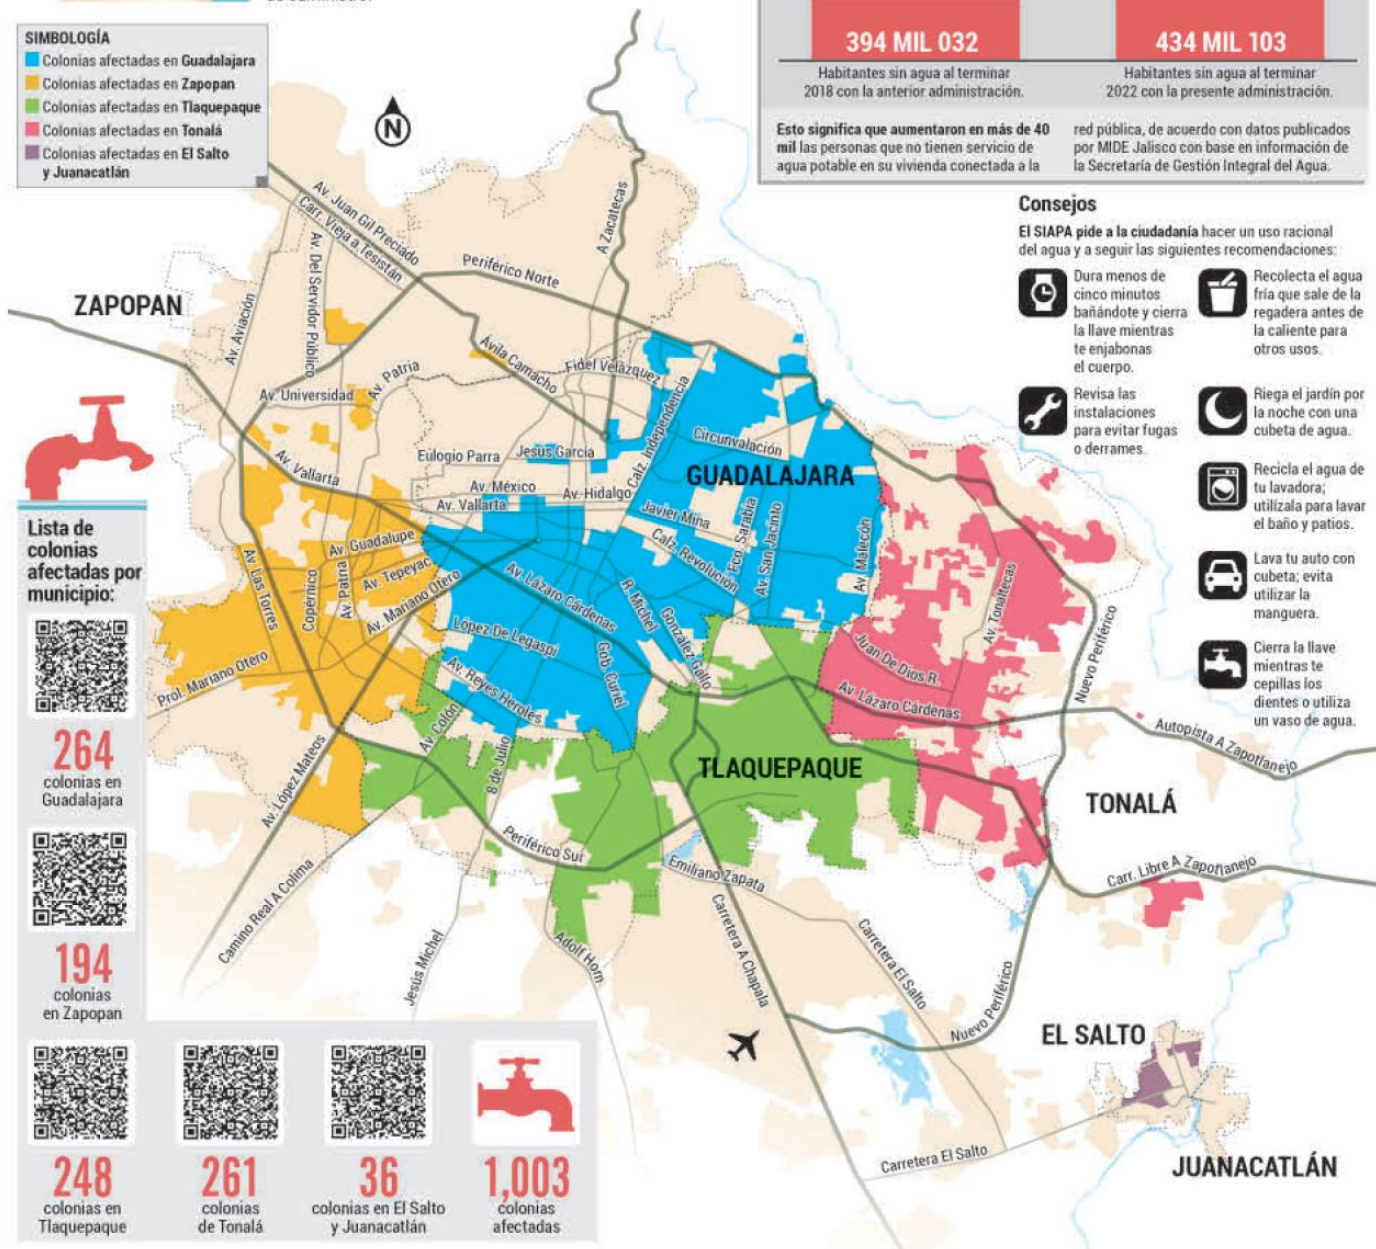 SIMBOLOGÍA
Colonias afectadas en Guadalajara
Colonias afectadas en Zapopan
Colonias afectadas en Tlaquepaque
Colonias afectadas en Tonalá
Colonias afectadas en El Salto
y Juanacatlán
394 MIL 032
Habitantes sin agua al terminar
2018 con la anterior administración.
434 MIL 103
Habitantes sin agua al terminar
2022 con la presente administración.
Esto significa que aumentaron en más de 40
mil las personas que no tienen servicio de
agua potable en su vivienda conectada a la
red pública, de acuerdo con datos publicados
por MIDE Jalisco con base en información de
la Secretaría de Gestión Integral del Agua.
Consejos
El SIAPA pide a la ciudadanía hacer un uso racional
del agua y a seguir las siguientes recomendaciones:
Dura menos de
cinco minutos
bañándote y cierra
la llave mientras
te enjabonas
el cuerpo.
Revisa las
instalaciones
para evitar fugas
o derrames.
Recolecta el agua
fría que sale de la
regadera antes de
la caliente para
otros usos.
Riega el jardín por
la noche con una
cubeta de agua.
Recicla el agua de
tu lavadora;
utilízala para lavar
el baño y patios.
Lava tu auto con
cubeta; evita
utilizar la
manguera.
Cierra la llave
mientras te
cepillas los
dientes o utiliza
un vaso de agua.
N
ZAPOPAN
GUADALAJARA
TLAQUEPAQUE
TONALÁ
EL SALTO
JUANACATLÁN
Av. Juan Gil Preciado
Carr. Vieja a Tesistán
A Zacatecas
Periférico Norte
Av. Aviación
Av. Del Servidor Público
Av. Patria
Av. Universidad
Ávila Camacho
Fidel Velázquez
Calz. Independencia
Circunvalación
Eulogio Parra
Jesús García
Av. México
Av. Hidalgo
Av. Vallarta
Av. Vallarta
Javier Mina
Calz. Revolución
Fco. Sarabia
Av. San Jacinto
Av. Malecón
Av. Guadalupe
Av. Tepeyac
Av. Patria
Copérnico
Av. Las Torres
Av. Mariano Otero
Prol. Mariano Otero
Av. Lázaro Cárdenas
R. Michel
González Gallo
López De Legaspi
Gob. Curiel
Av. Reyes Heroles
Av. Colón
8 de Julio
Juan De Dios R.
Av. Lázaro Cárdenas
Av. Tonaltecas
Nuevo Periférico
Autopista A Zapotlanejo
Carr. Libre A Zapotlanejo
Av. López Mateos
Camino Real A Colima
Periférico Sur
Jesús Michel
Adolf Horn
Emiliano Zapata
Carretera A Chapala
Carretera El Salto
Nuevo Periférico
Carretera El Salto
Lista de
colonias
afectadas por
municipio:
264
colonias en
Guadalajara
194
colonias
en Zapopan
248
colonias en
Tlaquepaque
261
colonias
de Tonalá
36
colonias en El Salto
y Juanacatlán
1,003
colonias
afectadas